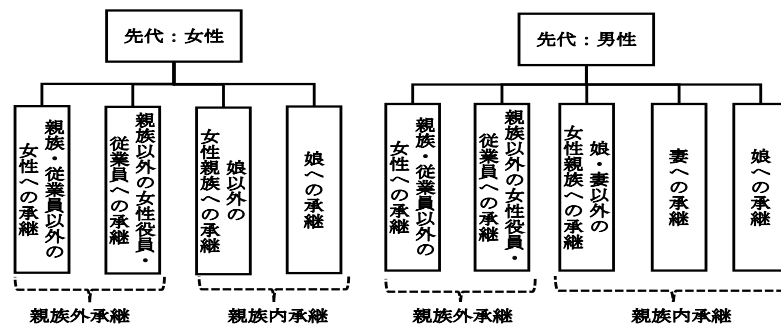 先代：女性
親族・従業員以外の
女性への承継
親族以外の女性役員・
従業員への承継
娘以外の
女性親族への承継
娘への承継
親族外承継
親族内承継
先代：男性
親族・従業員以外の
女性への承継
親族以外の女性役員・
従業員への承継
娘・妻以外の
女性親族への承継
妻への承継
娘への承継
親族外承継
親族内承継